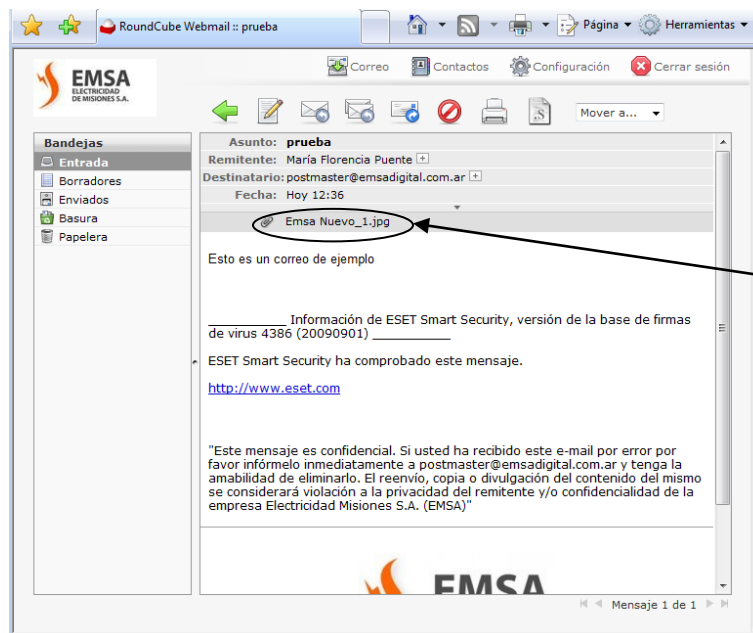 RoundCube Webmail :: prueba
Página
Herramientas
EMSA
ELECTRICIDAD
DE MISIONES S.A.
Correo
Contactos
Configuración
Cerrar sesión
Mover a...
Bandejas
Entrada
Borradores
Enviados
Basura
Papelera
Asunto: prueba
Remitente: María Florencia Puente
Destinatario: postmaster@emsadigital.com.ar
Fecha: Hoy 12:36
Emsa Nuevo_1.jpg
Esto es un correo de ejemplo
__________ Información de ESET Smart Security, versión de la base de firmas
de virus 4386 (20090901) __________
ESET Smart Security ha comprobado este mensaje.
http://www.eset.com
"Este mensaje es confidencial. Si usted ha recibido este e-mail por error por
favor infórmelo inmediatamente a postmaster@emsadigital.com.ar y tenga la
amabilidad de eliminarlo. El reenvío, copia o divulgación del contenido del mismo
se considerará violación a la privacidad del remitente y/o confidencialidad de la
empresa Electricidad Misiones S.A. (EMSA)"
EMSA
Mensaje 1 de 1